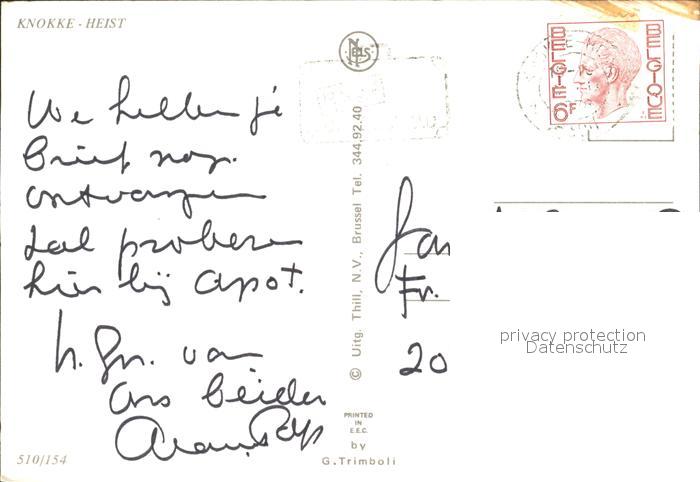 KNOKKE - HEIST
NELS
BELGIE BELGIQUE
6F
We hebben je
brief nog.
ontvangen
zal proberen
hier bij apot.
h. gr. van
ons beiden
© Uitg. Thill, N.V., Brussel Tel. 344.92.40
Fr.
20
privacy protection
Datenschutz
PRINTED
IN
E.E.C.
by
G.Trimboli
510/154